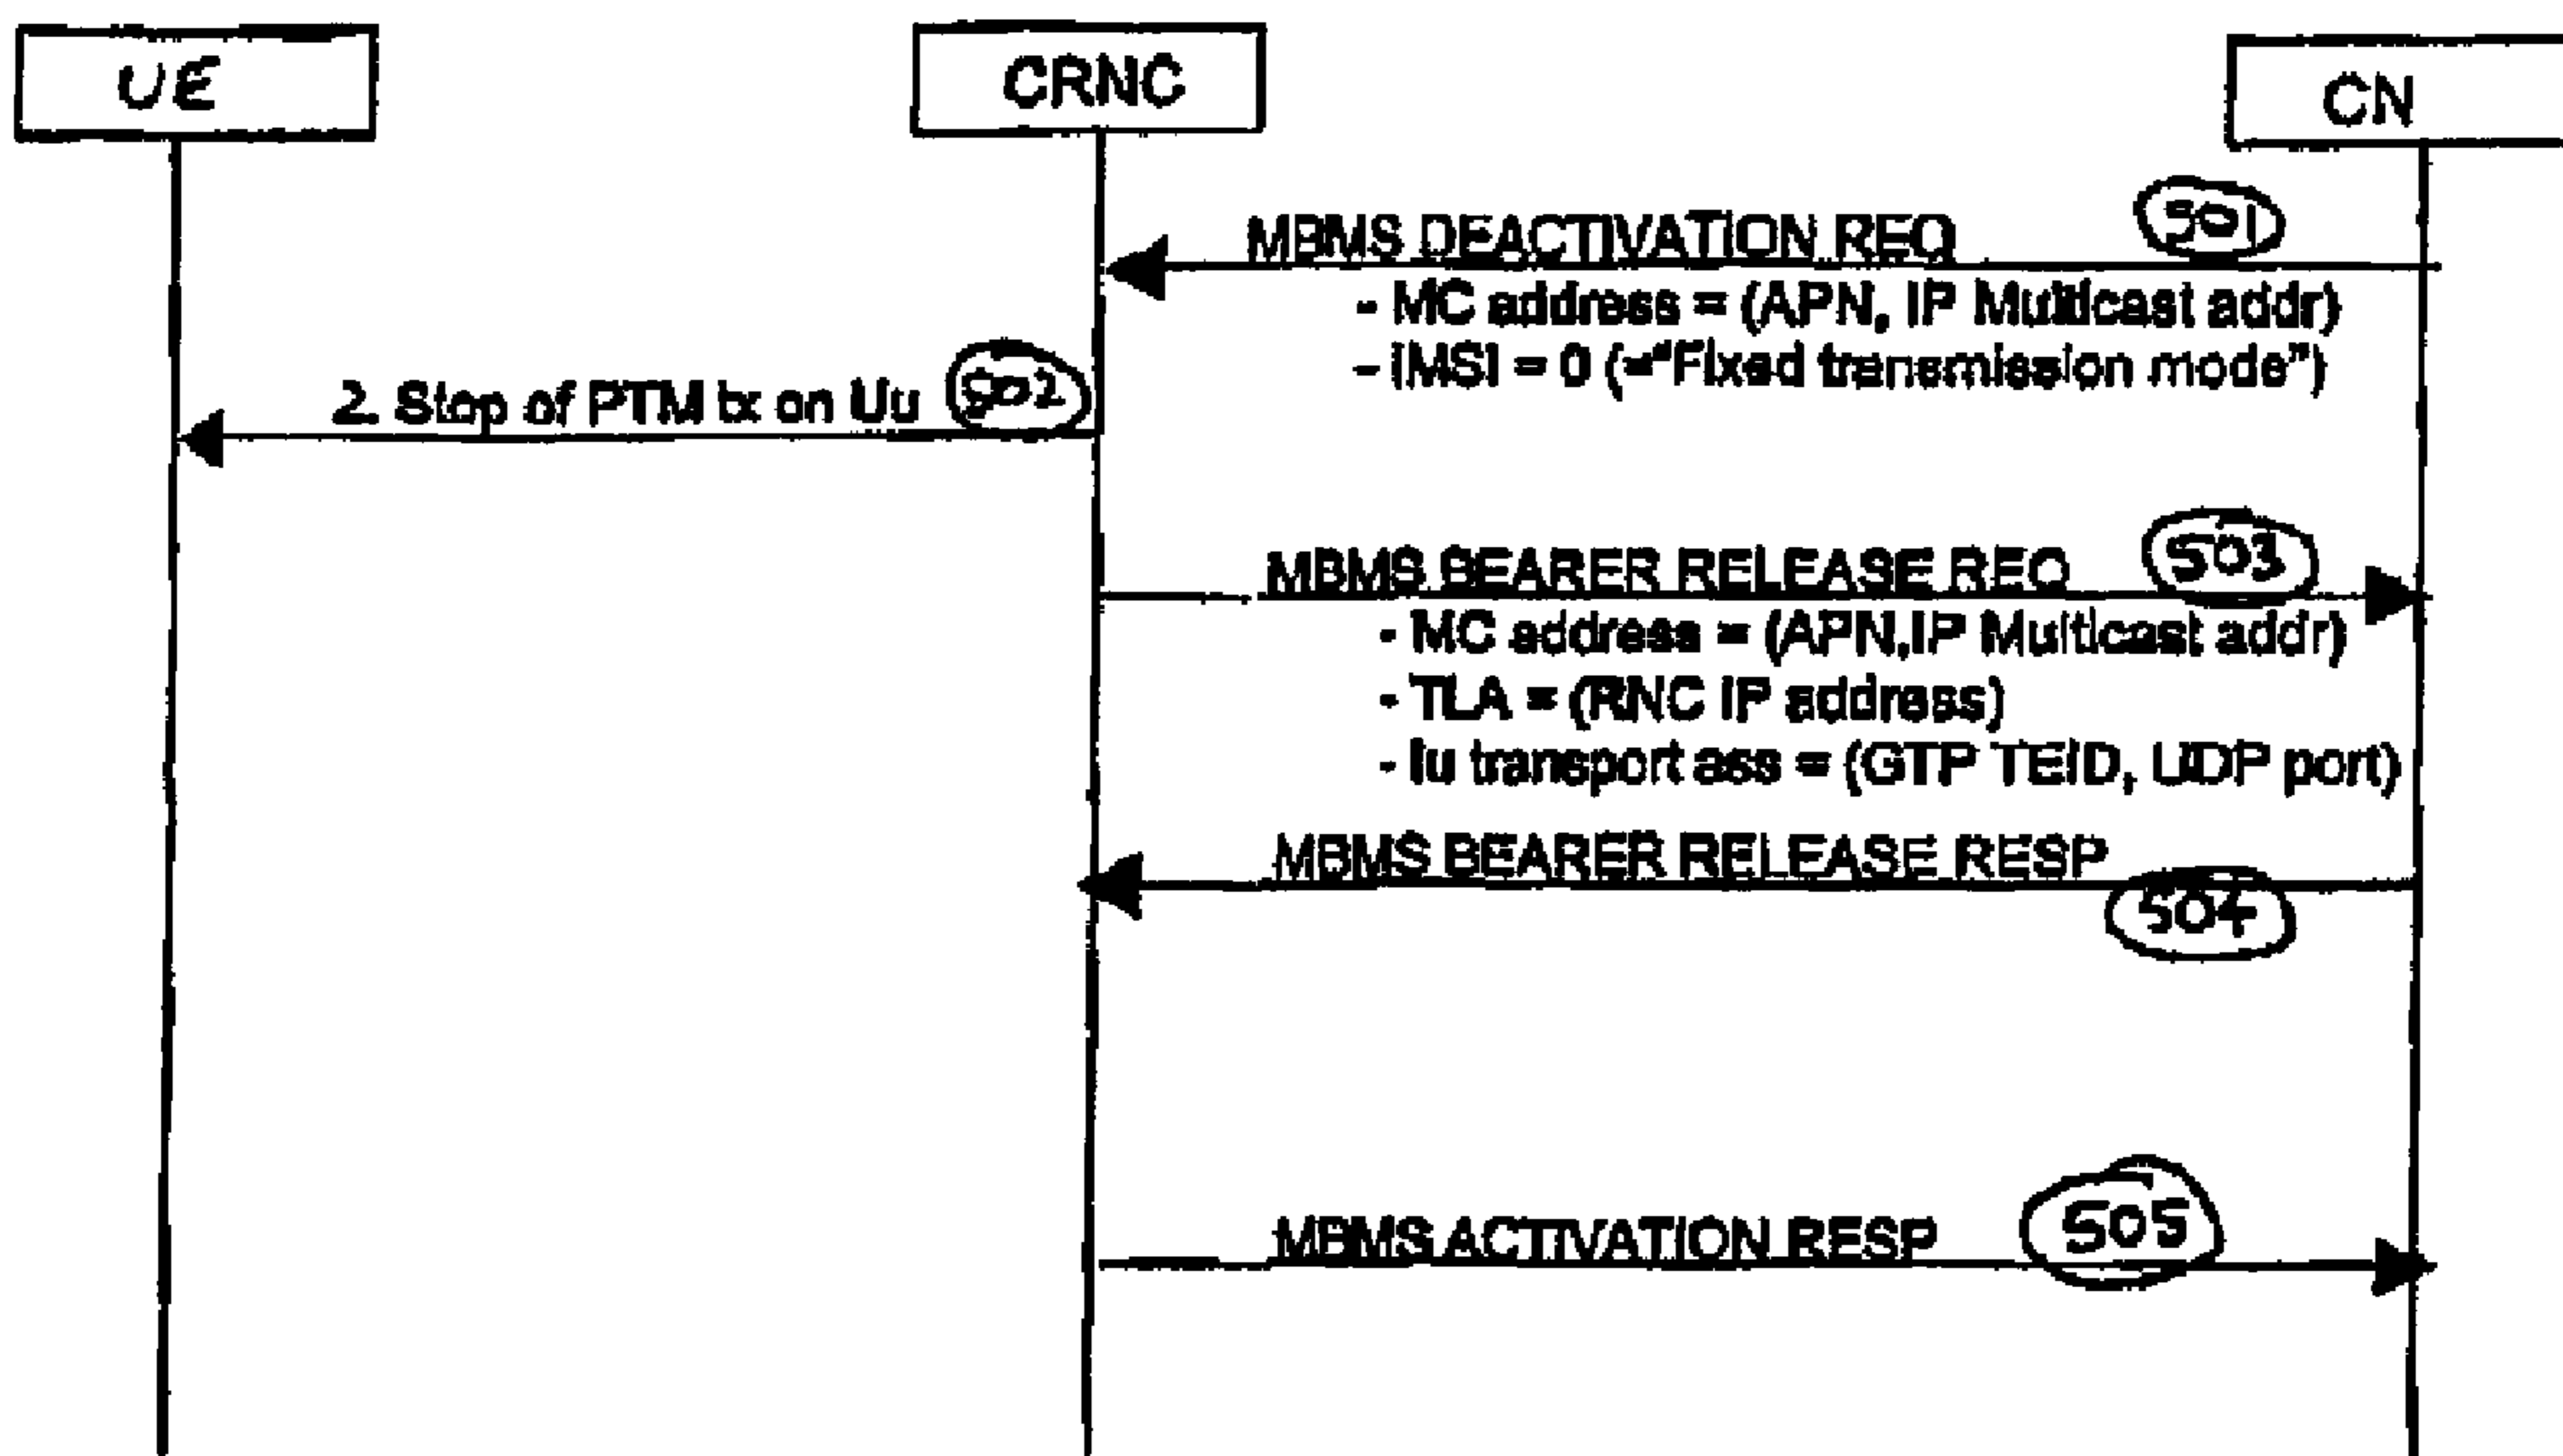 UE
CRNC
CN
MBMS DEACTIVATION REQ 501
- MC address = (APN, IP Multicast addr)
- IMSI = 0 (="Fixed transmission mode")
2. Stop of PTM tx on Uu 502
MBMS BEARER RELEASE REQ 503
- MC address = (APN,IP Multicast addr)
- TLA = (RNC IP address)
- Iu transport ass = (GTP TEID, UDP port)
MBMS BEARER RELEASE RESP
504
MBMS ACTIVATION RESP 505